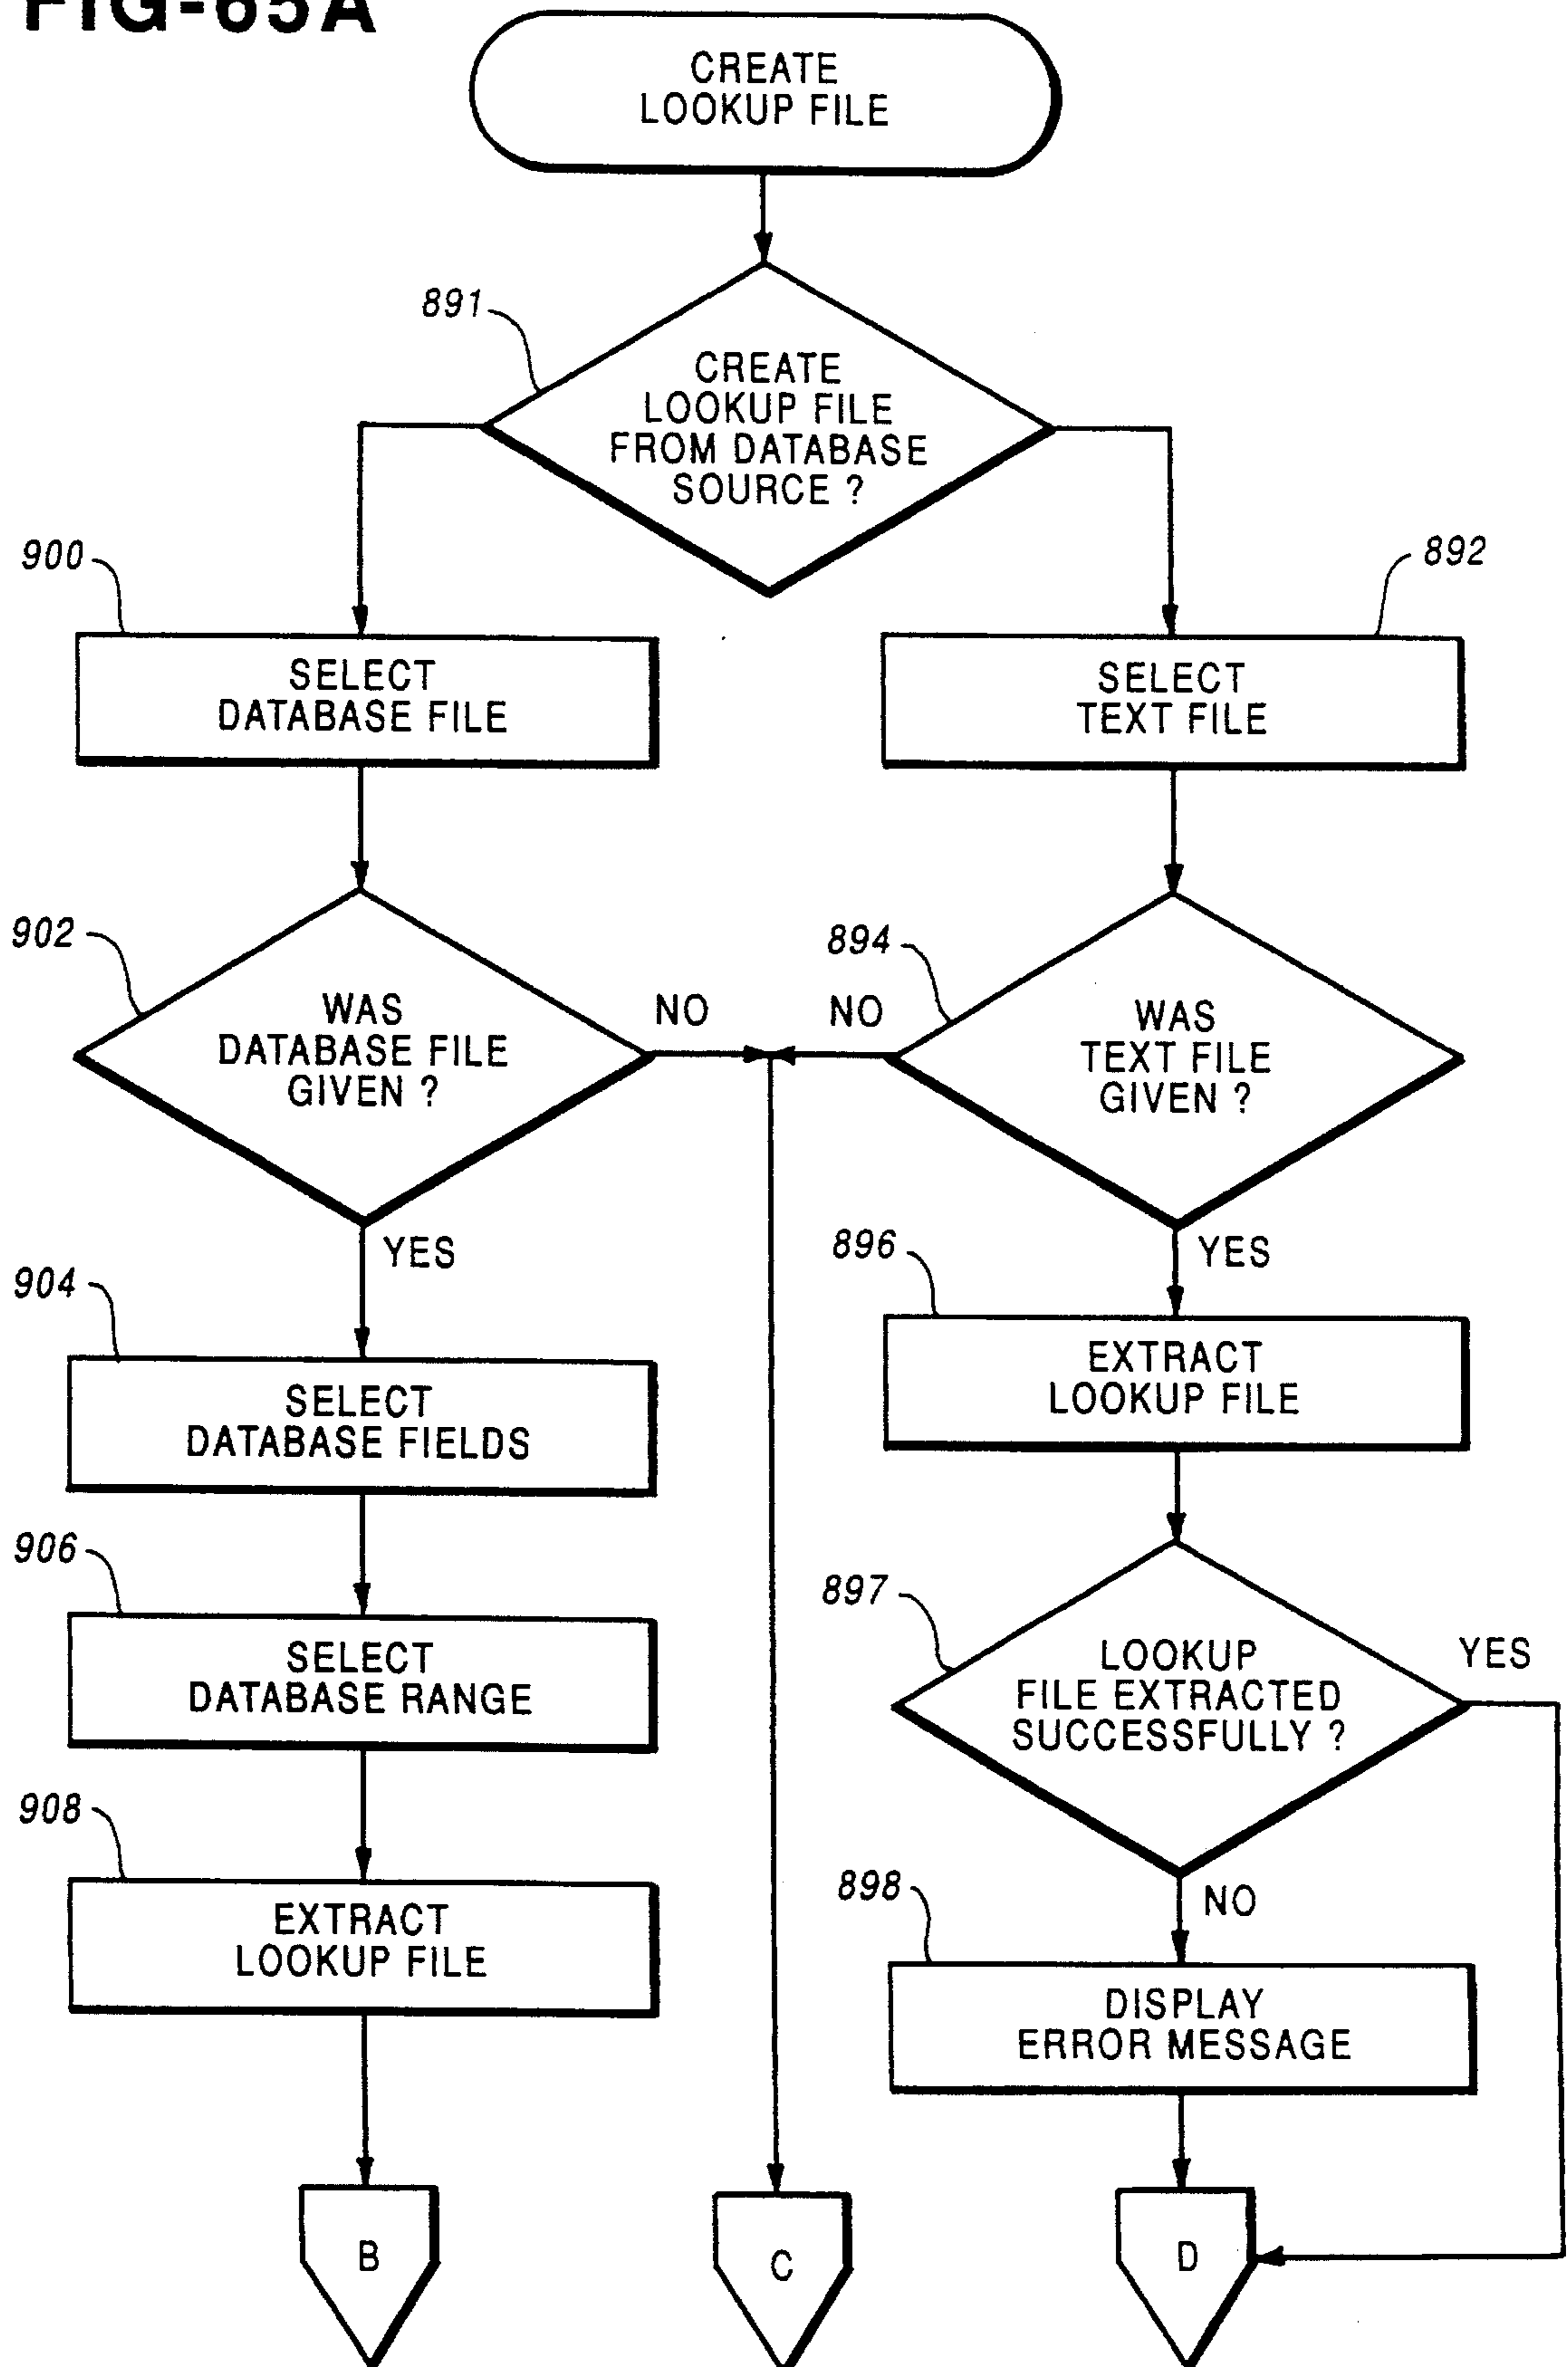 FIG-65A
CREATE
LOOKUP FILE
891
CREATE
LOOKUP FILE
FROM DATABASE
SOURCE ?
900
SELECT
DATABASE FILE
892
SELECT
TEXT FILE
902
WAS
DATABASE FILE
GIVEN ?
NO
NO
894
WAS
TEXT FILE
GIVEN ?
YES
YES
904
SELECT
DATABASE FIELDS
896
EXTRACT
LOOKUP FILE
906
SELECT
DATABASE RANGE
897
LOOKUP
FILE EXTRACTED
SUCCESSFULLY ?
YES
NO
908
EXTRACT
LOOKUP FILE
898
DISPLAY
ERROR MESSAGE
B
C
D